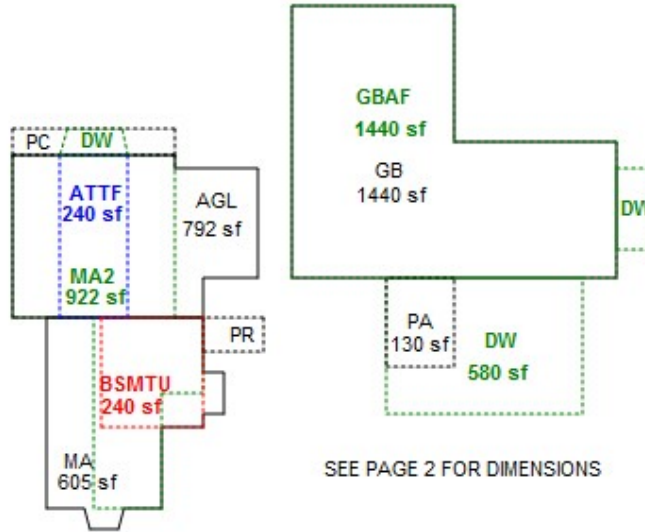 GBAF
1440 sf
GB
1440 sf
PC
DW
ATTF
240 sf
AGL
792 sf
DW
MA2
922 sf
PR
PA
130 sf
DW
580 sf
BSMTU
240 sf
MA
605 sf
SEE PAGE 2 FOR DIMENSIONS